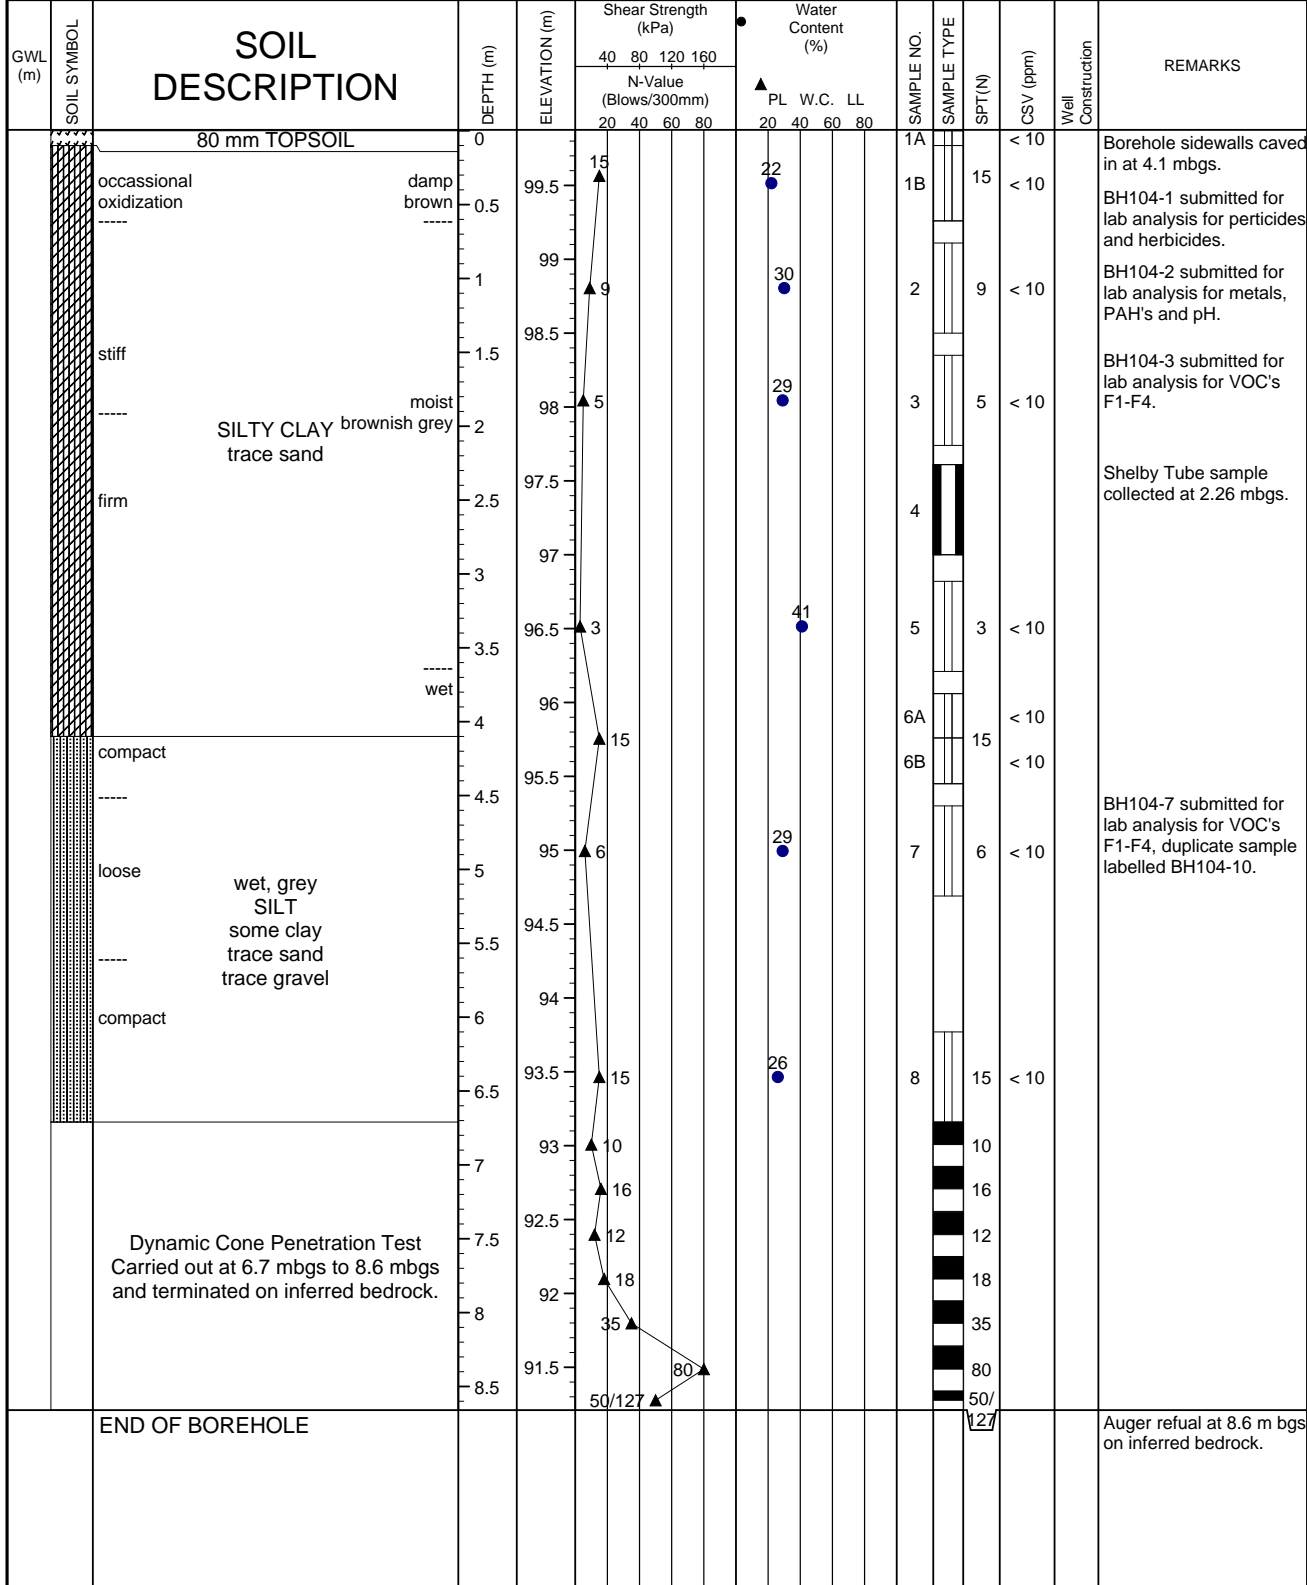 GWL
(m)
SOIL SYMBOL
SOIL
DESCRIPTION
DEPTH (m)
ELEVATION (m)
Shear Strength
(kPa)
40 80 120 160
N-Value
(Blows/300mm)
20 40 60 80
Water
Content
(%)
PL W.C. LL
20 40 60 80
SAMPLE NO.
SAMPLE TYPE
SPT(N)
CSV (ppm)
Well
Construction
REMARKS
80 mm TOPSOIL
occassional
oxidization
-----
damp
brown
-----
stiff
-----
moist
brownish grey
SILTY CLAY
trace sand
firm
-----
wet
compact
-----
loose
wet, grey
SILT
some clay
trace sand
trace gravel
-----
compact
Dynamic Cone Penetration Test
Carried out at 6.7 mbgs to 8.6 mbgs
and terminated on inferred bedrock.
END OF BOREHOLE
0
0.5
1
1.5
2
2.5
3
3.5
4
4.5
5
5.5
6
6.5
7
7.5
8
8.5
99.5
99
98.5
98
97.5
97
96.5
96
95.5
95
94.5
94
93.5
93
92.5
92
91.5
15
9
5
3
15
6
15
10
16
12
18
35
80
50/127
22
30
29
41
29
26
1A
1B
2
3
4
5
6A
6B
7
8
15
9
5
3
15
6
15
10
16
12
18
35
80
50/
127
< 10
< 10
< 10
< 10
< 10
< 10
< 10
< 10
< 10
Borehole sidewalls caved
in at 4.1 mbgs.
BH104-1 submitted for
lab analysis for perticides
and herbicides.
BH104-2 submitted for
lab analysis for metals,
PAH's and pH.
BH104-3 submitted for
lab analysis for VOC's
F1-F4.
Shelby Tube sample
collected at 2.26 mbgs.
BH104-7 submitted for
lab analysis for VOC's
F1-F4, duplicate sample
labelled BH104-10.
Auger refual at 8.6 m bgs
on inferred bedrock.